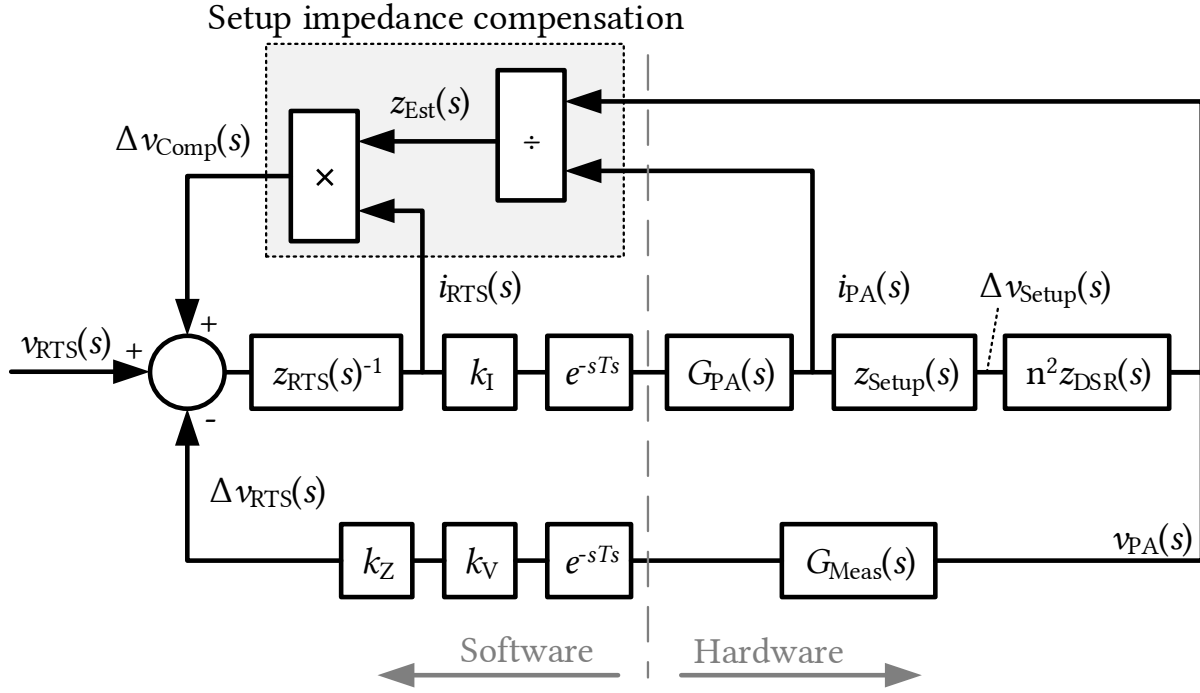 Setup impedance compensation
z_Est(s)
÷
Δv_Comp(s)
×
i_RTS(s)
i_PA(s)
Δv_Setup(s)
v_RTS(s)
+
+
-
z_RTS(s)^-1
k_I
e^-sTs
G_PA(s)
z_Setup(s)
n²z_DSR(s)
Δv_RTS(s)
k_Z
k_V
e^-sTs
G_Meas(s)
v_PA(s)
Software
Hardware